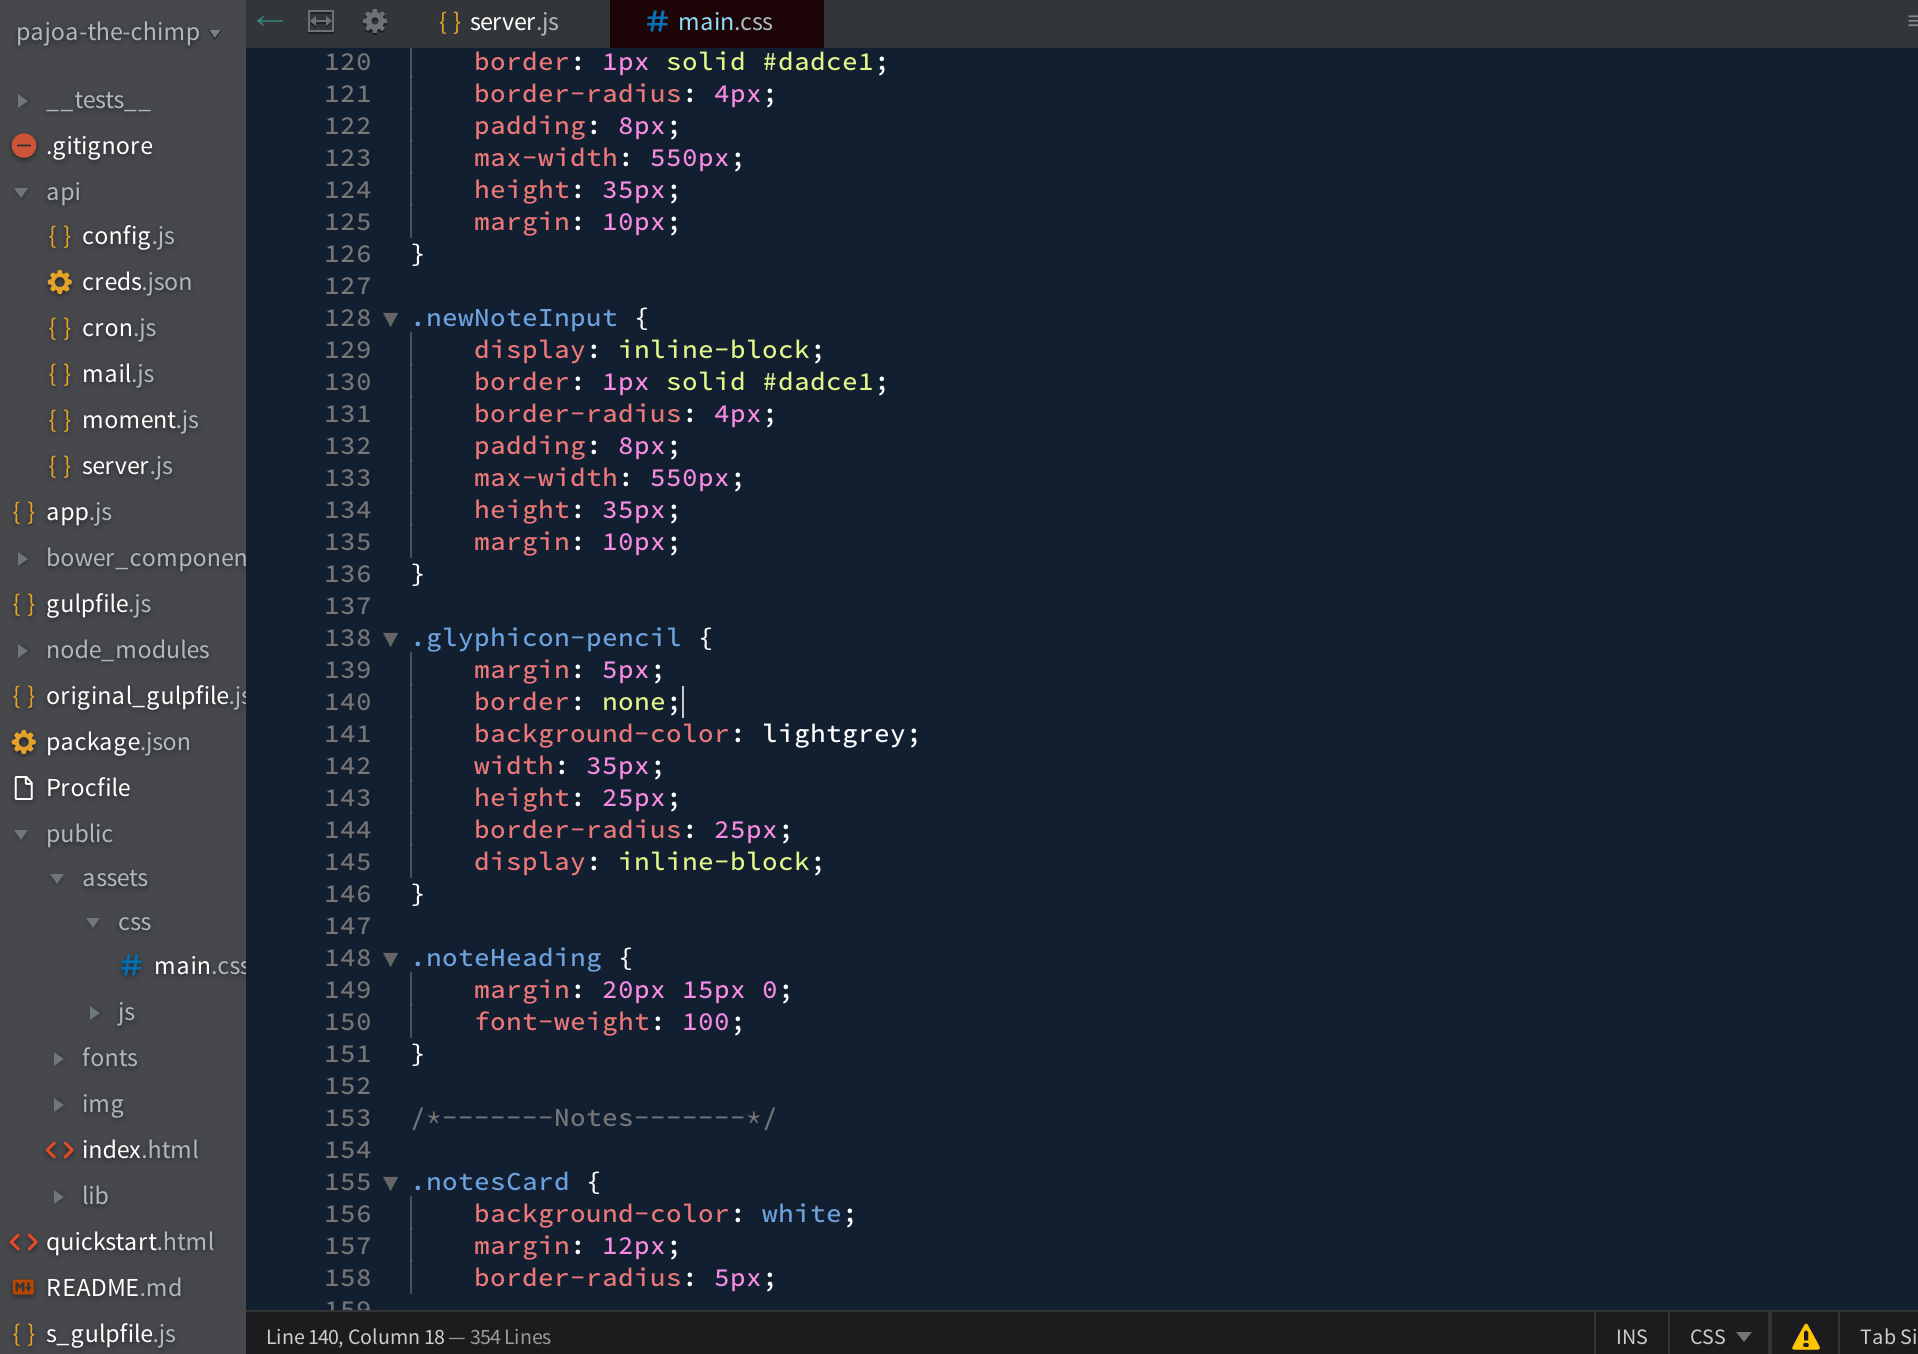 pajoa-the-chimp
__tests__
.gitignore
api
config.js
creds.json
cron.js
mail.js
moment.js
server.js
app.js
bower_componen
gulpfile.js
node_modules
original_gulpfile.js
package.json
Procfile
public
assets
css
main.css
js
fonts
img
index.html
lib
quickstart.html
README.md
s_gulpfile.js
{ } server.js
# main.css
120 border: 1px solid #dadce1;
121 border-radius: 4px;
122 padding: 8px;
123 max-width: 550px;
124 height: 35px;
125 margin: 10px;
126 }
127
128 .newNoteInput {
129 display: inline-block;
130 border: 1px solid #dadce1;
131 border-radius: 4px;
132 padding: 8px;
133 max-width: 550px;
134 height: 35px;
135 margin: 10px;
136 }
137
138 .glyphicon-pencil {
139 margin: 5px;
140 border: none;
141 background-color: lightgrey;
142 width: 35px;
143 height: 25px;
144 border-radius: 25px;
145 display: inline-block;
146 }
147
148 .noteHeading {
149 margin: 20px 15px 0;
150 font-weight: 100;
151 }
152
153 /*-------Notes-------*/
154
155 .notesCard {
156 background-color: white;
157 margin: 12px;
158 border-radius: 5px;
159
Line 140, Column 18 — 354 Lines
INS
CSS
Tab Si